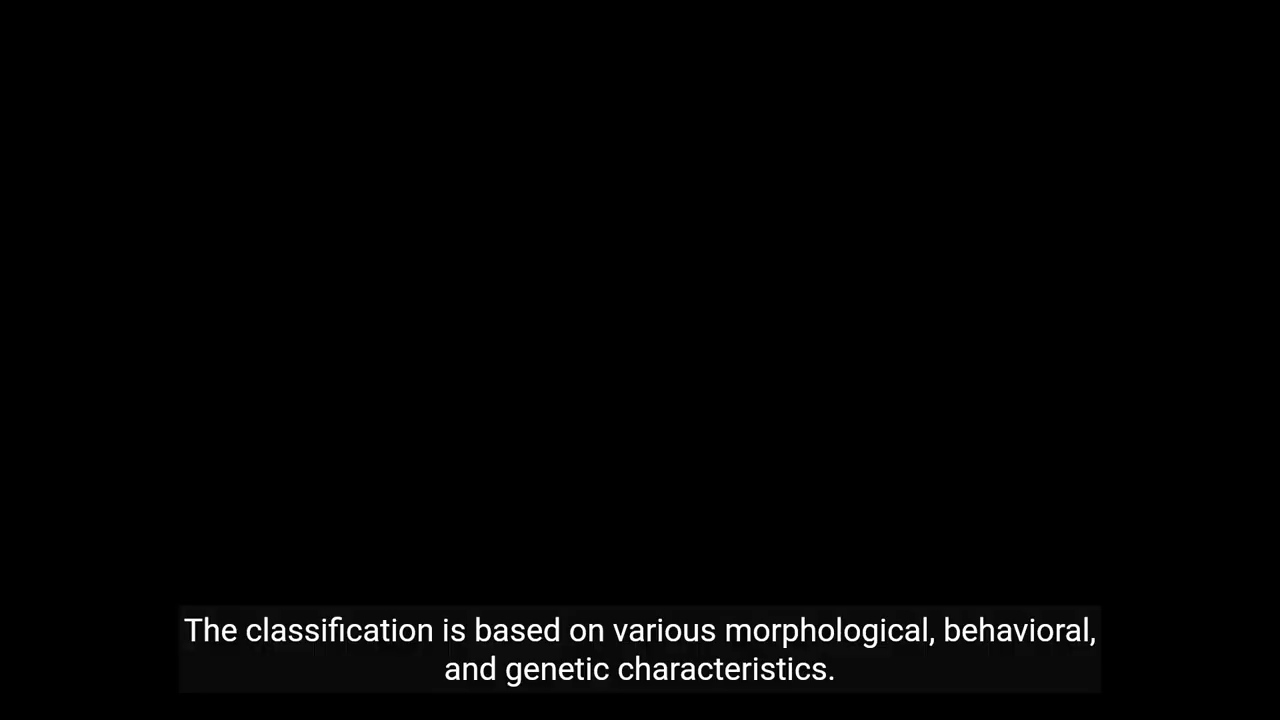 The classification is based on various morphological, behavioral,
and genetic characteristics.